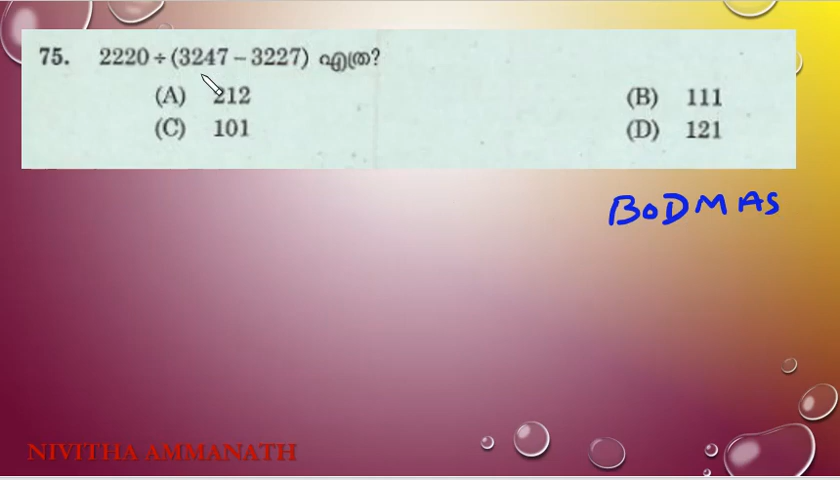 75. 2220 ÷ (3247 – 3227) എത്ര?
(A) 212 (B) 111
(C) 101 (D) 121
BODMAS
NIVITHA AMMANATH